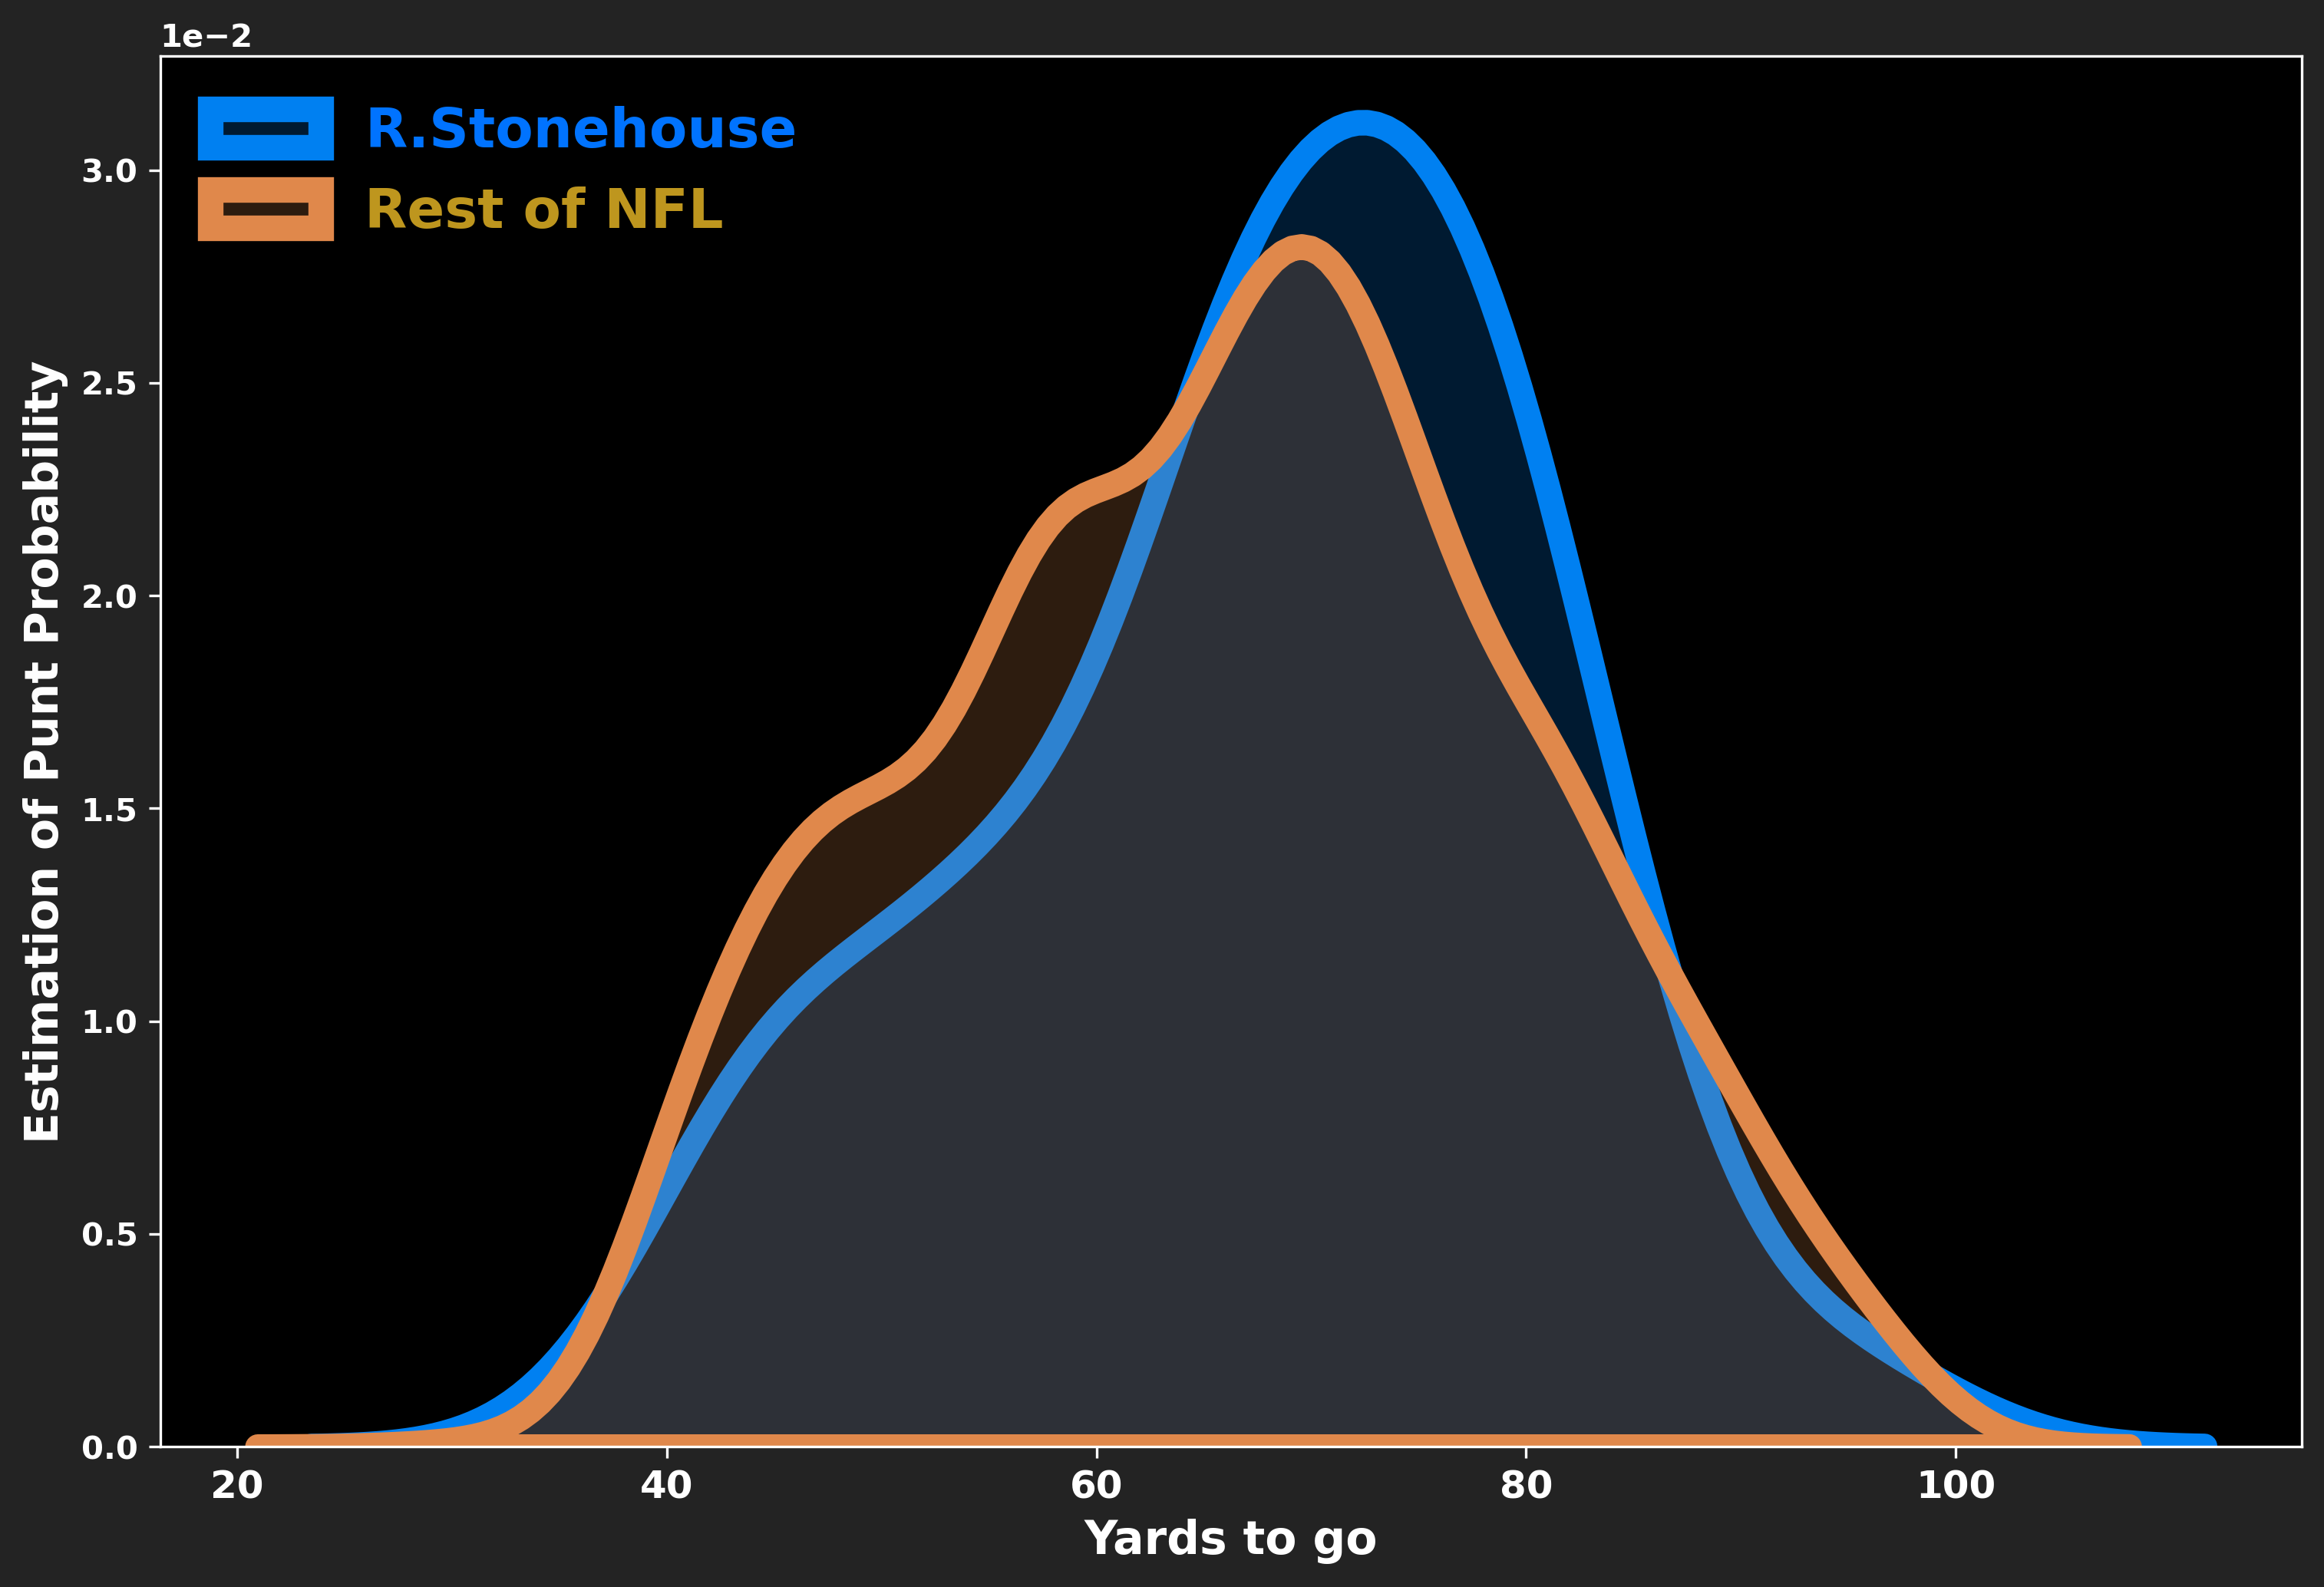 1e−2
R.Stonehouse
Rest of NFL
Estimation of Punt Probability
3.0
2.5
2.0
1.5
1.0
0.5
0.0
20 40 60 80 100
Yards to go